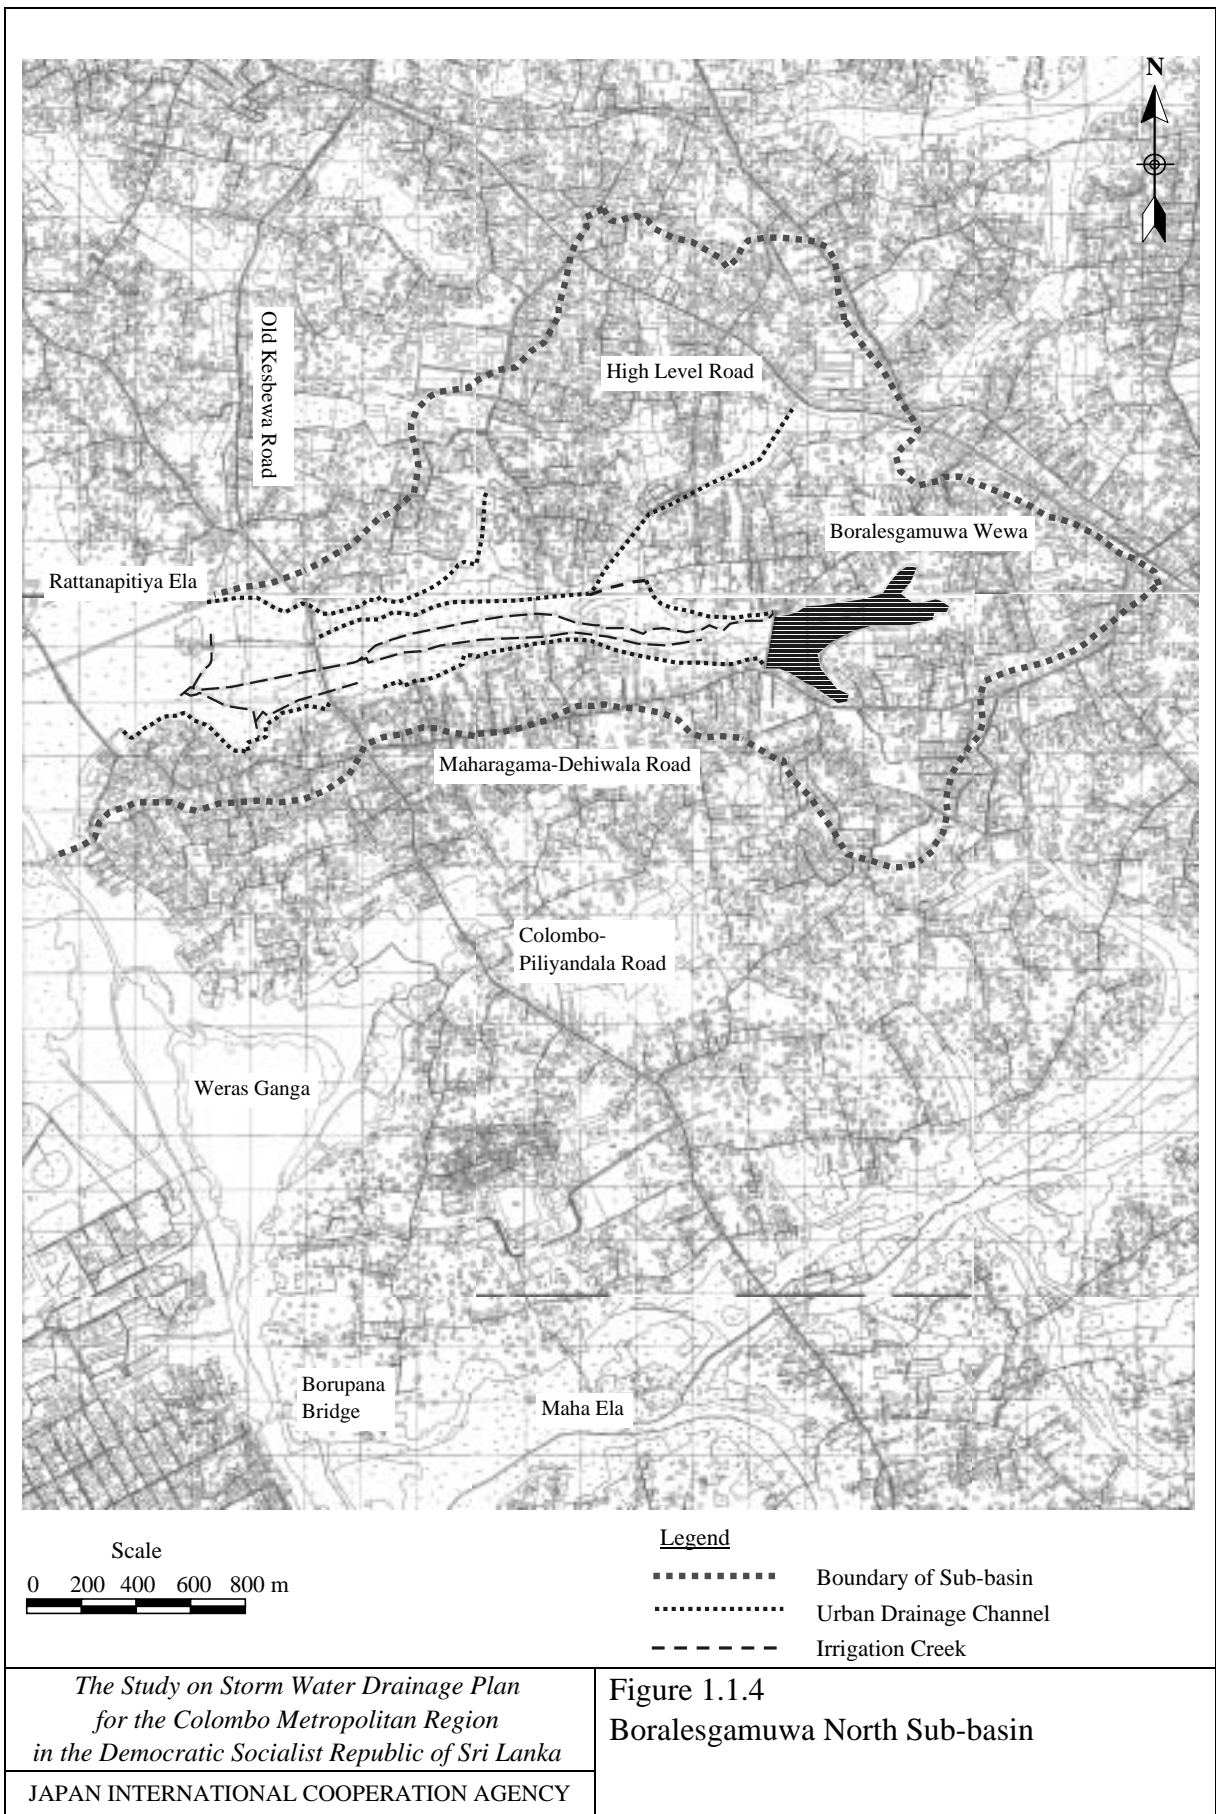 N
Old Kesbewa Road
High Level Road
Boralesgamuwa Wewa
Rattanapitiya Ela
Maharagama-Dehiwala Road
Colombo-
Piliyandala Road
Weras Ganga
Borupana
Bridge
Maha Ela
Scale
0 200 400 600 800 m
Legend
Boundary of Sub-basin
Urban Drainage Channel
Irrigation Creek
The Study on Storm Water Drainage Plan
for the Colombo Metropolitan Region
in the Democratic Socialist Republic of Sri Lanka
JAPAN INTERNATIONAL COOPERATION AGENCY
Figure 1.1.4
Boralesgamuwa North Sub-basin